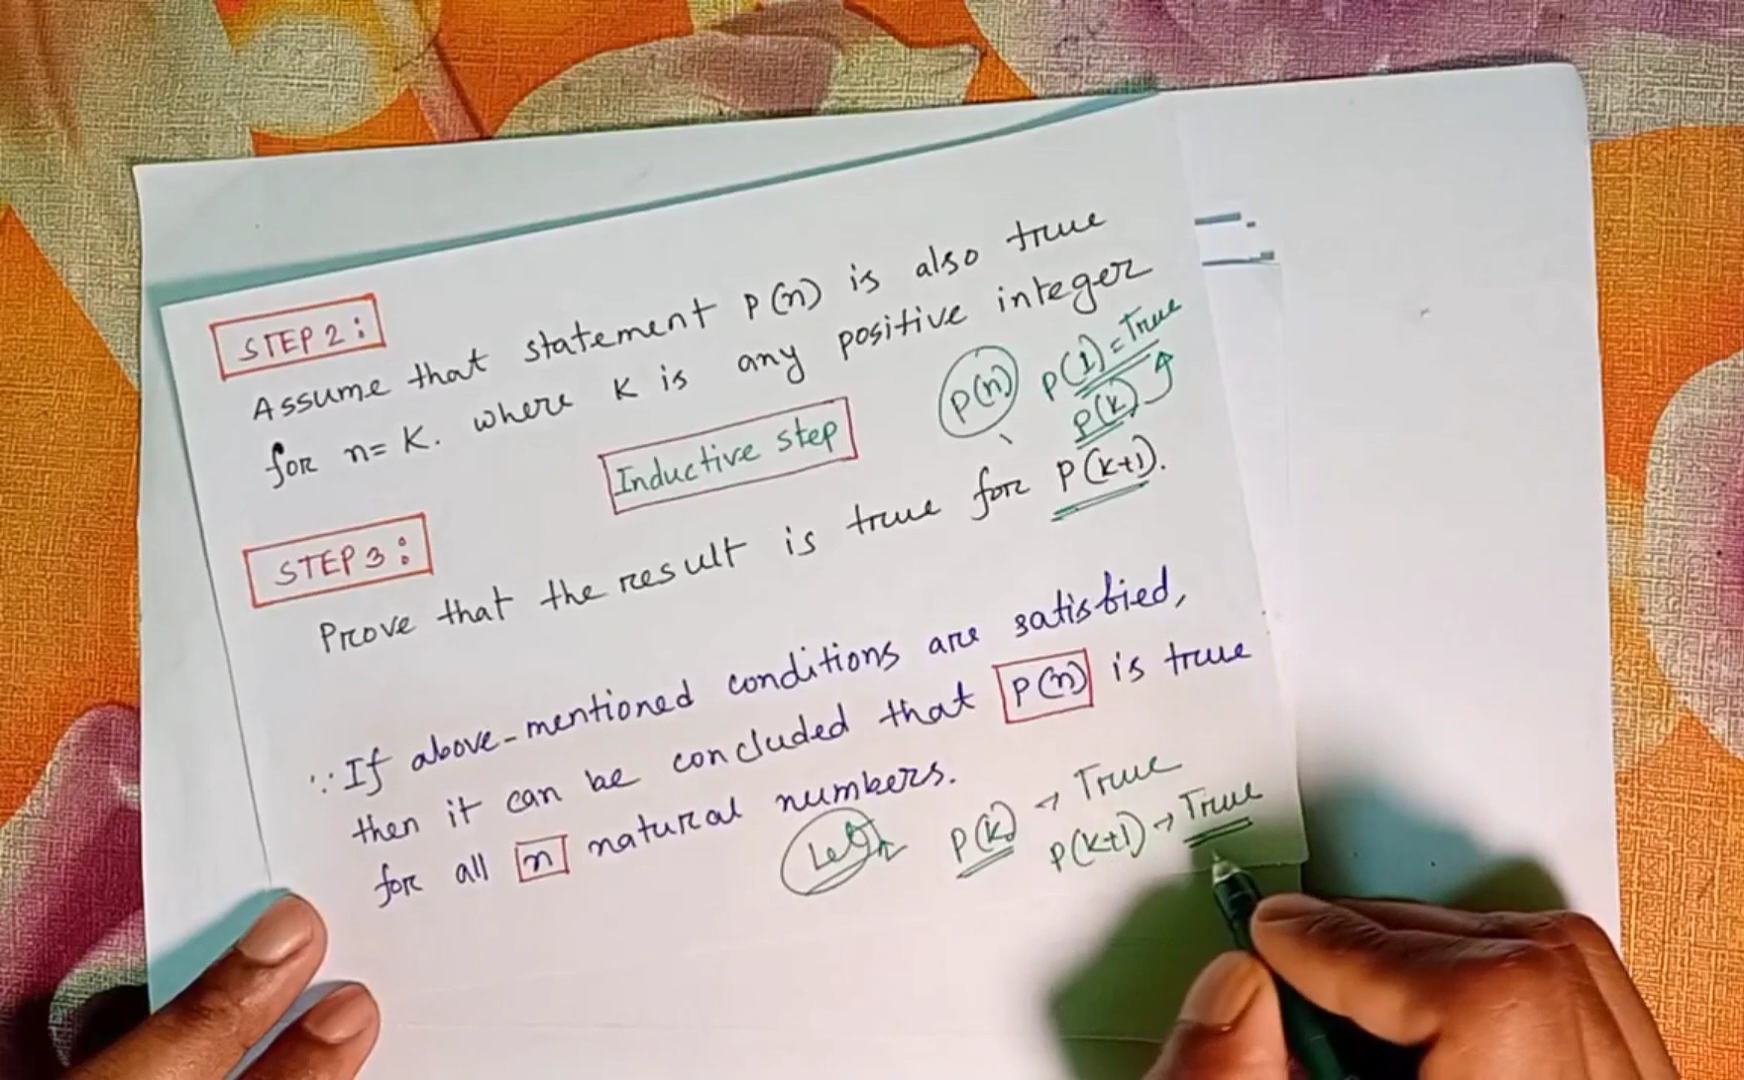 STEP 2:
Assume that statement P(n) is also true
for n= K. where K is any positive integer
P(n) P(1) = True
P(k)
Inductive step
STEP 3:
Prove that the result is true for P(k+1).
∵ If above-mentioned conditions are satisfied,
then it can be concluded that P(n) is true
for all n natural numbers.
Let P(k) → True
P(k+1) → True